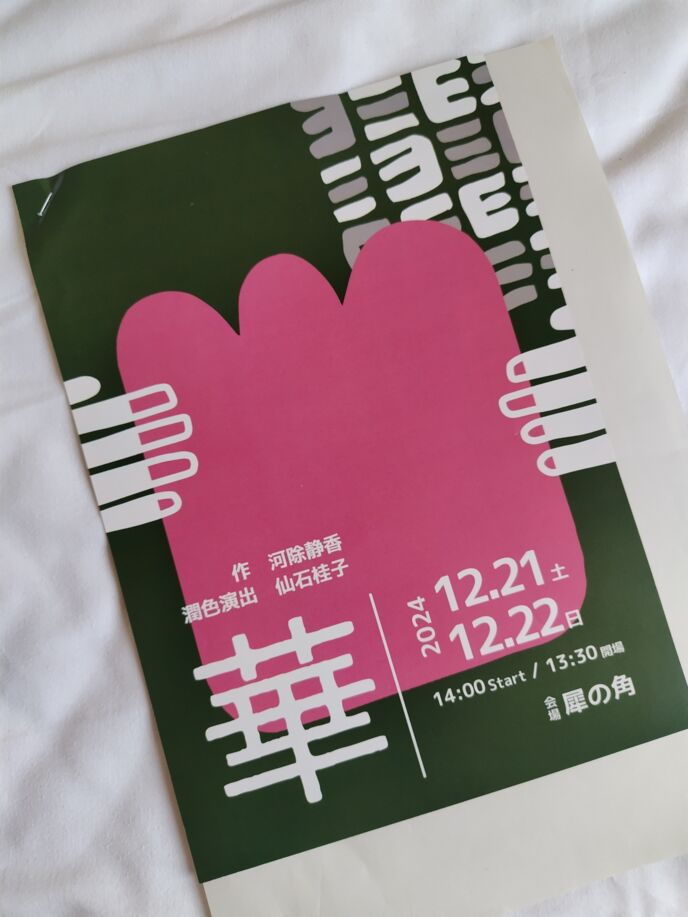 作 河除静香
潤色演出 仙石桂子
華
2024
12.21土
12.22日
14:00 Start / 13:30 開場
会場 犀の角